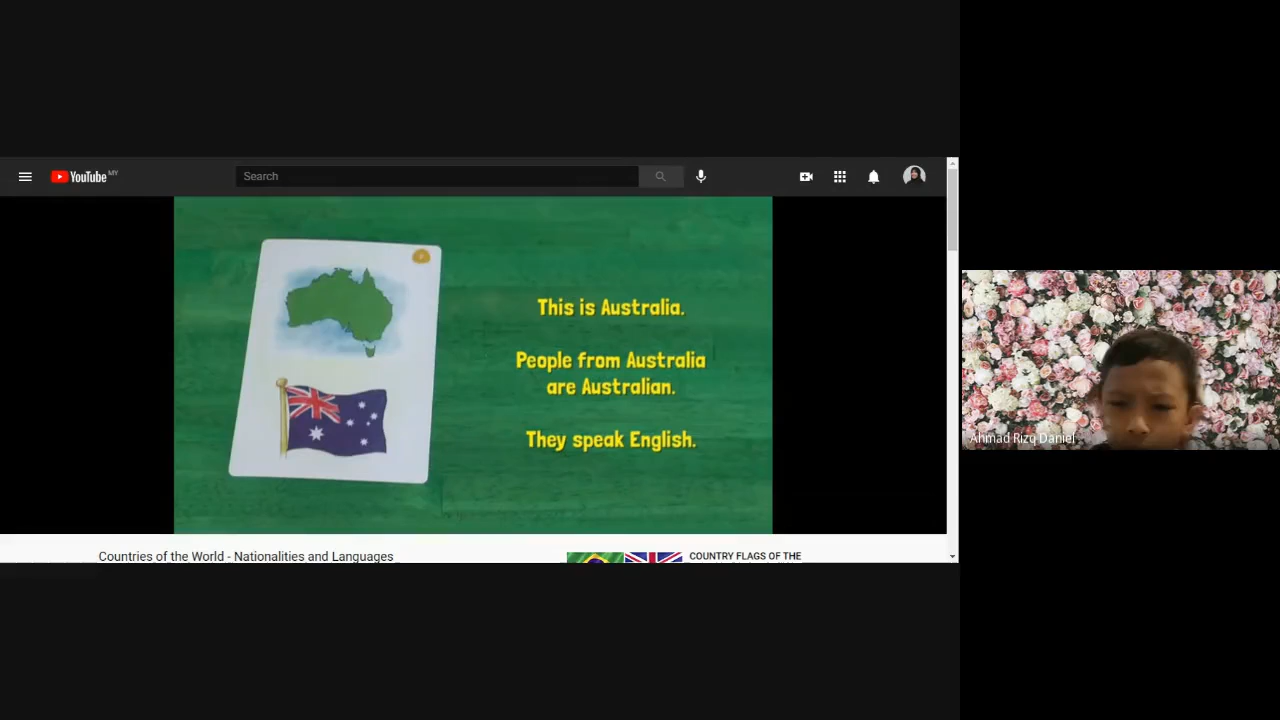 YouTube MY
Search
This is Australia.
People from Australia
are Australian.
They speak English.
Ahmad Rizq Daniel
Countries of the World - Nationalities and Languages
COUNTRY FLAGS OF THE